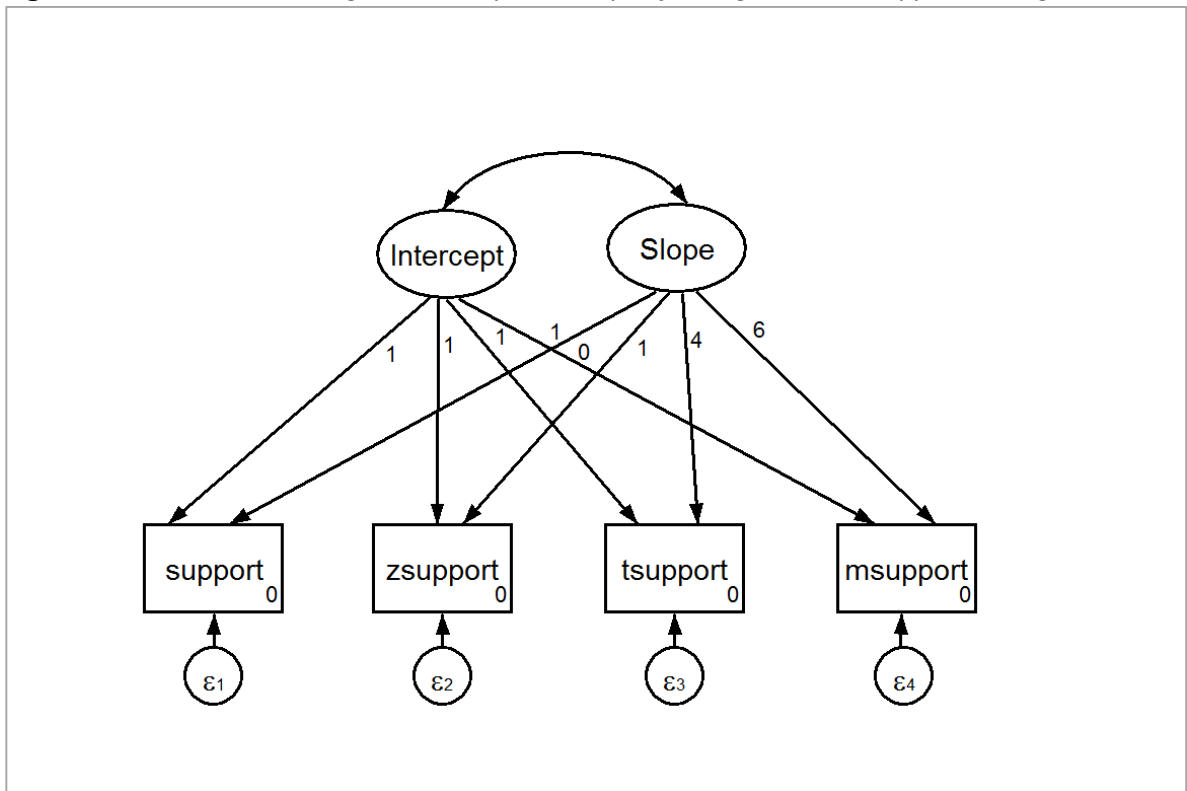 Intercept
Slope
1
1
1
1
0
1
4
6
support
0
zsupport
0
tsupport
0
msupport
0
ε1
ε2
ε3
ε4